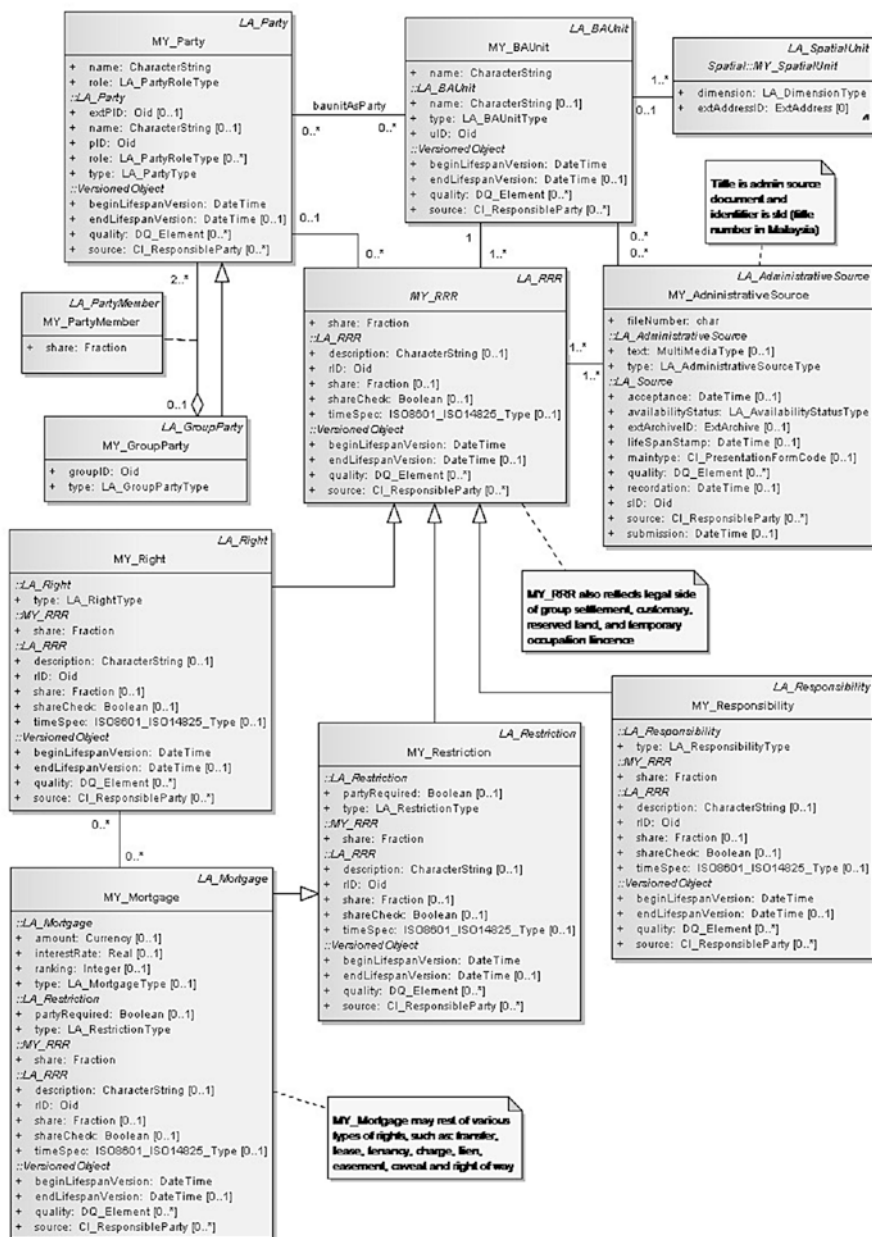 LA_Party
MY_Party
+ name: CharacterString
+ role: LA_PartyRoleType
::LA_Party
+ extPID: Oid [0..1]
+ name: CharacterString [0..1]
+ pID: Oid
+ role: LA_PartyRoleType [0..*]
+ type: LA_PartyType
::VersionedObject
+ beginLifespanVersion: DateTime
+ endLifespanVersion: DateTime [0..1]
+ quality: DQ_Element [0..*]
+ source: CI_ResponsibleParty [0..*]
baunitAsParty
0..*
0..*
LA_BAUnit
MY_BAUnit
+ name: CharacterString
::LA_BAUnit
+ name: CharacterString [0..1]
+ type: LA_BAUnitType
+ uID: Oid
::VersionedObject
+ beginLifespanVersion: DateTime
+ endLifespanVersion: DateTime [0..1]
+ quality: DQ_Element [0..*]
+ source: CI_ResponsibleParty [0..*]
1..*
0..1
LA_SpatialUnit
Spatial::MY_SpatialUnit
+ dimension: LA_DimensionType
+ extAddressID: ExtAddress [0]
Title is admin source
document and
identifier is sId (title
number in Malaysia)
0..1
0..*
1
1..*
0..*
0..*
2..*
LA_PartyMember
MY_PartyMember
+ share: Fraction
0..1
LA_GroupParty
MY_GroupParty
+ groupID: Oid
+ type: LA_GroupPartyType
LA_RRR
MY_RRR
+ share: Fraction
::LA_RRR
+ description: CharacterString [0..1]
+ rID: Oid
+ share: Fraction [0..1]
+ shareCheck: Boolean [0..1]
+ timeSpec: ISO8601_ISO14825_Type [0..1]
::VersionedObject
+ beginLifespanVersion: DateTime
+ endLifespanVersion: DateTime [0..1]
+ quality: DQ_Element [0..*]
+ source: CI_ResponsibleParty [0..*]
1..*
1..*
LA_AdministrativeSource
MY_AdministrativeSource
+ fileNumber: char
::LA_AdministrativeSource
+ text: MultiMediaType [0..1]
+ type: LA_AdministrativeSourceType
::LA_Source
+ acceptance: DateTime [0..1]
+ availabilityStatus: LA_AvailabilityStatusType
+ extArchiveID: ExtArchive [0..1]
+ lifeSpanStamp: DateTime [0..1]
+ maintype: CI_PresentationFormCode [0..1]
+ quality: DQ_Element [0..*]
+ recordation: DateTime [0..1]
+ sID: Oid
+ source: CI_ResponsibleParty [0..*]
+ submission: DateTime [0..1]
MY_RRR also reflects legal side
of group settlement, customary,
reserved land, and temporary
occupation lincence
LA_Right
MY_Right
::LA_Right
+ type: LA_RightType
::MY_RRR
+ share: Fraction
::LA_RRR
+ description: CharacterString [0..1]
+ rID: Oid
+ share: Fraction [0..1]
+ shareCheck: Boolean [0..1]
+ timeSpec: ISO8601_ISO14825_Type [0..1]
::VersionedObject
+ beginLifespanVersion: DateTime
+ endLifespanVersion: DateTime [0..1]
+ quality: DQ_Element [0..*]
+ source: CI_ResponsibleParty [0..*]
0..*
0..*
LA_Restriction
MY_Restriction
::LA_Restriction
+ partyRequired: Boolean [0..1]
+ type: LA_RestrictionType
::MY_RRR
+ share: Fraction
::LA_RRR
+ description: CharacterString [0..1]
+ rID: Oid
+ share: Fraction [0..1]
+ shareCheck: Boolean [0..1]
+ timeSpec: ISO8601_ISO14825_Type [0..1]
::VersionedObject
+ beginLifespanVersion: DateTime
+ endLifespanVersion: DateTime [0..1]
+ quality: DQ_Element [0..*]
source: CI_ResponsibleParty [0..*]
LA_Responsibility
MY_Responsibility
::LA_Responsibility
+ type: LA_ResponsibilityType
::MY_RRR
+ share: Fraction
::LA_RRR
+ description: CharacterString [0..1]
+ rID: Oid
+ share: Fraction [0..1]
+ shareCheck: Boolean [0..1]
+ timeSpec: ISO8601_ISO14825_Type [0..1]
::VersionedObject
+ beginLifespanVersion: DateTime
+ endLifespanVersion: DateTime [0..1]
+ quality: DQ_Element [0..*]
+ source: CI_ResponsibleParty [0..*]
LA_Mortgage
MY_Mortgage
::LA_Mortgage
+ amount: Currency [0..1]
+ interestRate: Real [0..1]
+ ranking: Integer [0..1]
+ type: LA_MortgageType [0..1]
::LA_Restriction
+ partyRequired: Boolean [0..1]
+ type: LA_RestrictionType
::MY_RRR
+ share: Fraction
::LA_RRR
+ description: CharacterString [0..1]
+ rID: Oid
+ share: Fraction [0..1]
+ shareCheck: Boolean [0..1]
+ timeSpec: ISO8601_ISO14825_Type [0..1]
::VersionedObject
+ beginLifespanVersion: DateTime
+ endLifespanVersion: DateTime [0..1]
+ quality: DQ_Element [0..*]
+ source: CI_ResponsibleParty [0..*]
MY_Mortgage may rest of various
types of rights, such as: transfer,
lease, tenancy, charge, lien,
easement, caveat and right of way